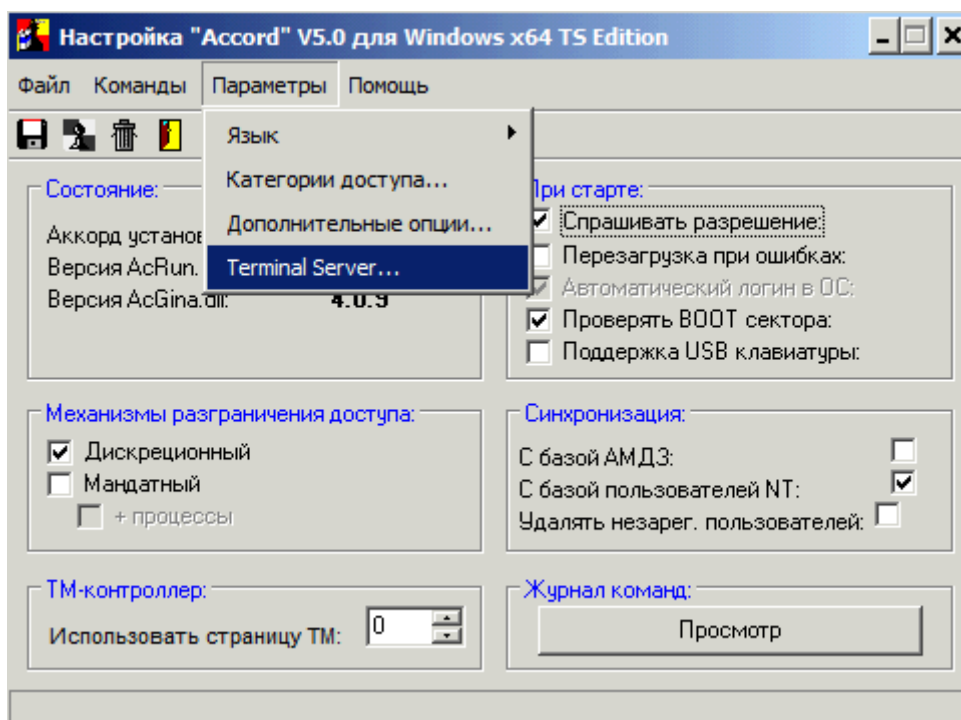 Настройка "Accord" V5.0 для Windows x64 TS Edition
Файл Команды Параметры Помощь
Язык
Категории доступа...
Дополнительные опции...
Terminal Server...
Состояние:
Аккорд
Версия AcRun.
Версия AcGina.dll: 4.0.9
При старте:
Спрашивать разрешение:
Перезагрузка при ошибках:
Автоматический логин в ОС:
Проверять BOOT сектора:
Поддержка USB клавиатуры:
Механизмы разграничения доступа:
Дискреционный
Мандатный
+ процессы
Синхронизация:
С базой АМДЗ:
С базой пользователей NT:
Удалять незарег. пользователей:
ТМ-контроллер:
Использовать страницу ТМ: 0
Журнал команд:
Просмотр